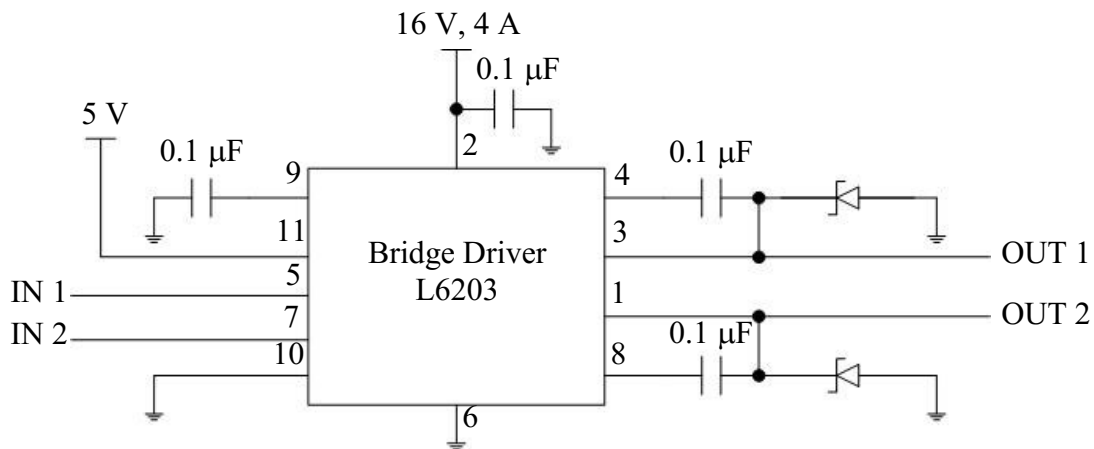 16 V, 4 A
0.1 μF
5 V
2
0.1 μF
0.1 μF
9
4
11
3
Bridge Driver
L6203
OUT 1
5
IN 1
1
OUT 2
7
IN 2
0.1 μF
10
8
6